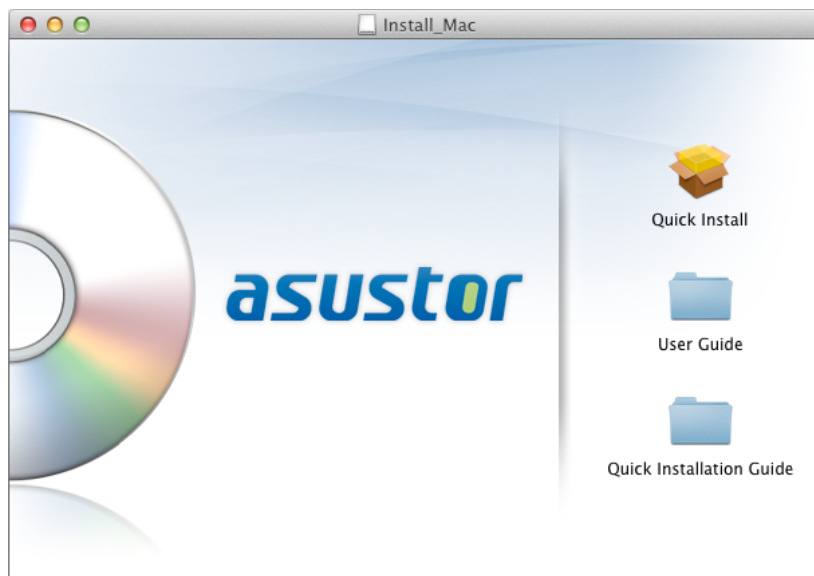 Install_Mac
asustor
Quick Install
User Guide
Quick Installation Guide